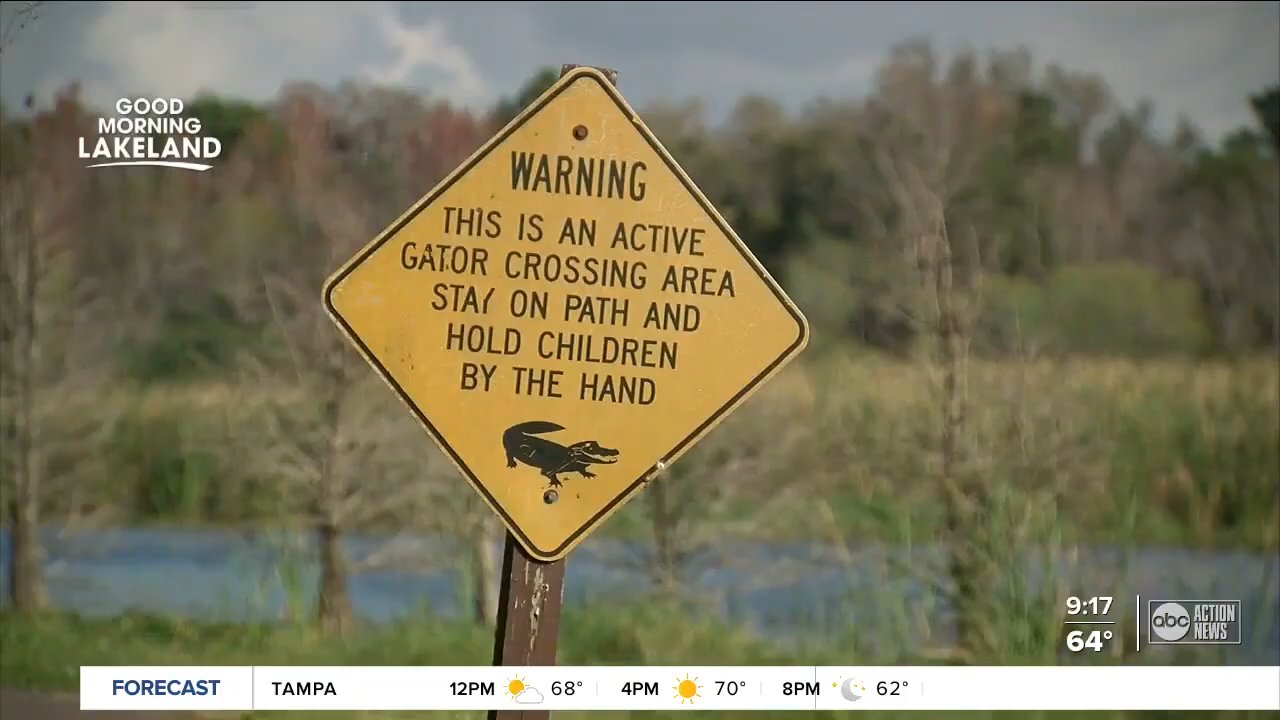 GOOD
MORNING
LAKELAND
WARNING
THIS IS AN ACTIVE
GATOR CROSSING AREA
STAY ON PATH AND
HOLD CHILDREN
BY THE HAND
9:17
64°
abc ACTION
NEWS
FORECAST TAMPA 12PM 68° 4PM 70° 8PM 62°